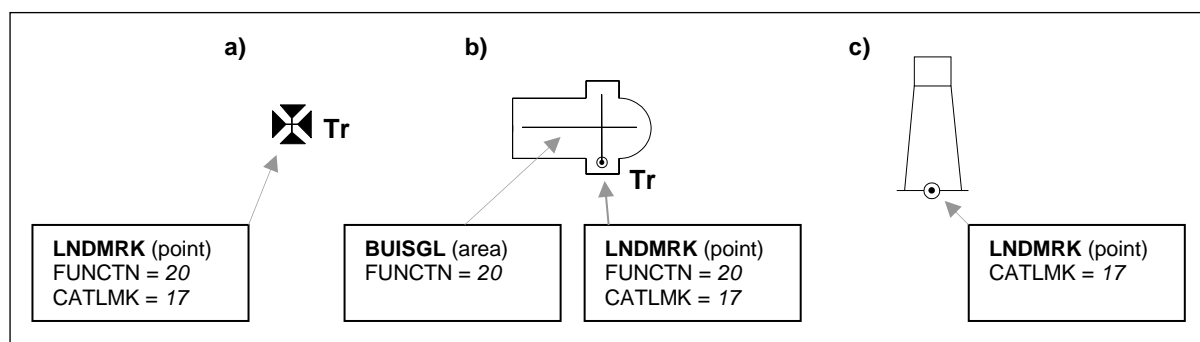 a)
b)
c)
Tr
Tr
LNDMRK (point)
FUNCTN = 20
CATLMK = 17
BUISGL (area)
FUNCTN = 20
LNDMRK (point)
FUNCTN = 20
CATLMK = 17
LNDMRK (point)
CATLMK = 17